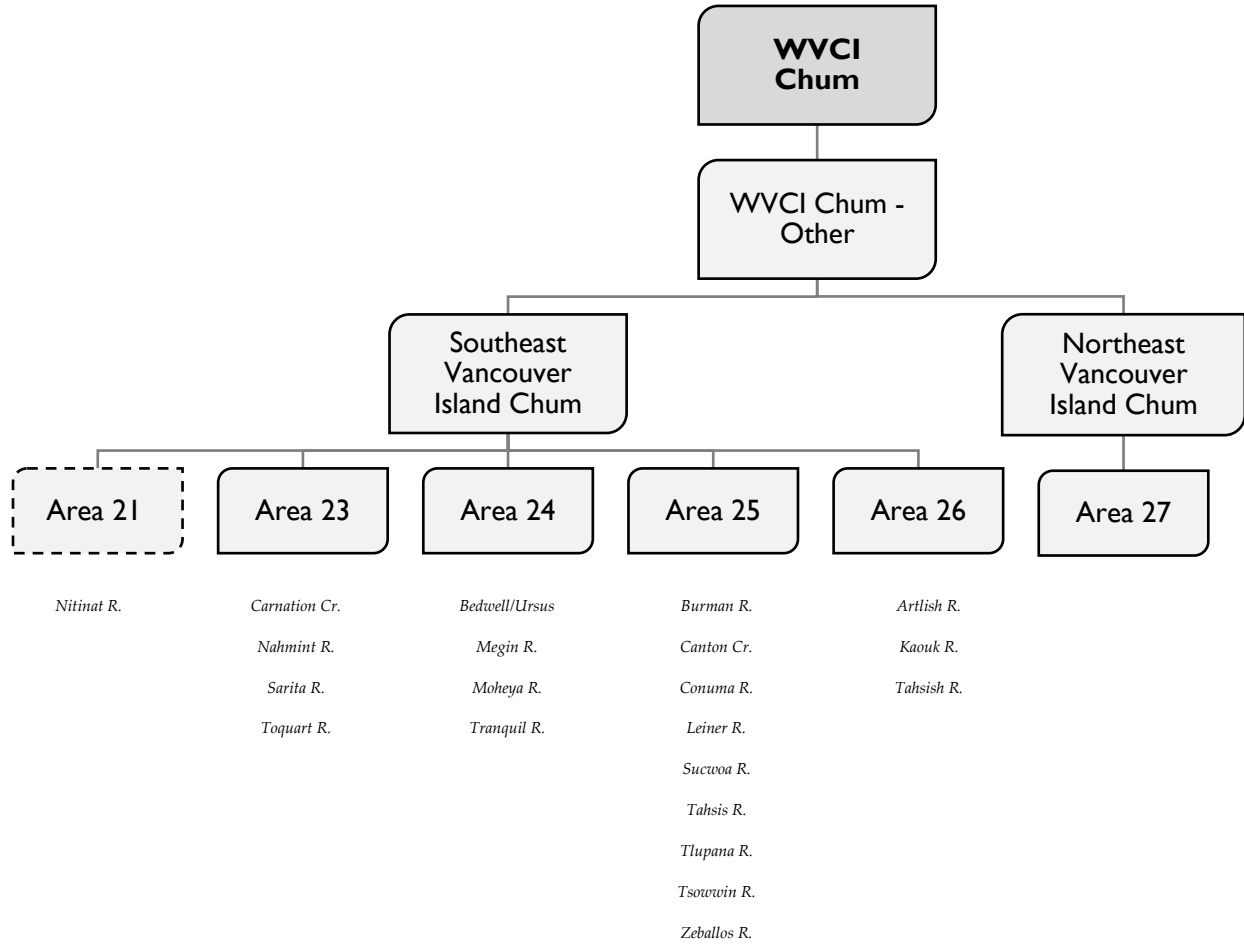 WVCI
Chum
WVCI Chum -
Other
Southeast
Vancouver
Island Chum
Northeast
Vancouver
Island Chum
Area 21
Area 23
Area 24
Area 25
Area 26
Area 27
Nitinat R.
Carnation Cr.
Nahmint R.
Sarita R.
Toquart R.
Bedwell/Ursus
Megin R.
Moheya R.
Tranquil R.
Burman R.
Canton Cr.
Conuma R.
Leiner R.
Sucwoa R.
Tahsis R.
Tlupana R.
Tsowwin R.
Zeballos R.
Artlish R.
Kaouk R.
Tahsish R.